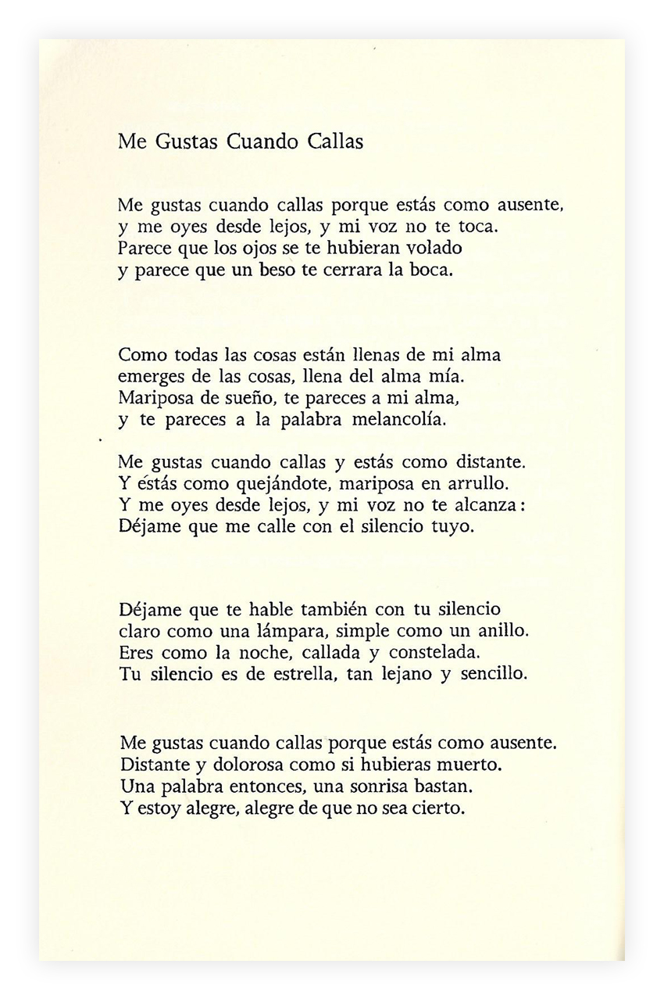 Me Gustas Cuando Callas
Me gustas cuando callas porque estás como ausente,
y me oyes desde lejos, y mi voz no te toca.
Parece que los ojos se te hubieran volado
y parece que un beso te cerrara la boca.
Como todas las cosas están llenas de mi alma
emerges de las cosas, llena del alma mía.
Mariposa de sueño, te pareces a mi alma,
y te pareces a la palabra melancolía.
Me gustas cuando callas y estás como distante.
Y estás como quejándote, mariposa en arrullo.
Y me oyes desde lejos, y mi voz no te alcanza:
Déjame que me calle con el silencio tuyo.
Déjame que te hable también con tu silencio
claro como una lámpara, simple como un anillo.
Eres como la noche, callada y constelada.
Tu silencio es de estrella, tan lejano y sencillo.
Me gustas cuando callas porque estás como ausente.
Distante y dolorosa como si hubieras muerto.
Una palabra entonces, una sonrisa bastan.
Y estoy alegre, alegre de que no sea cierto.